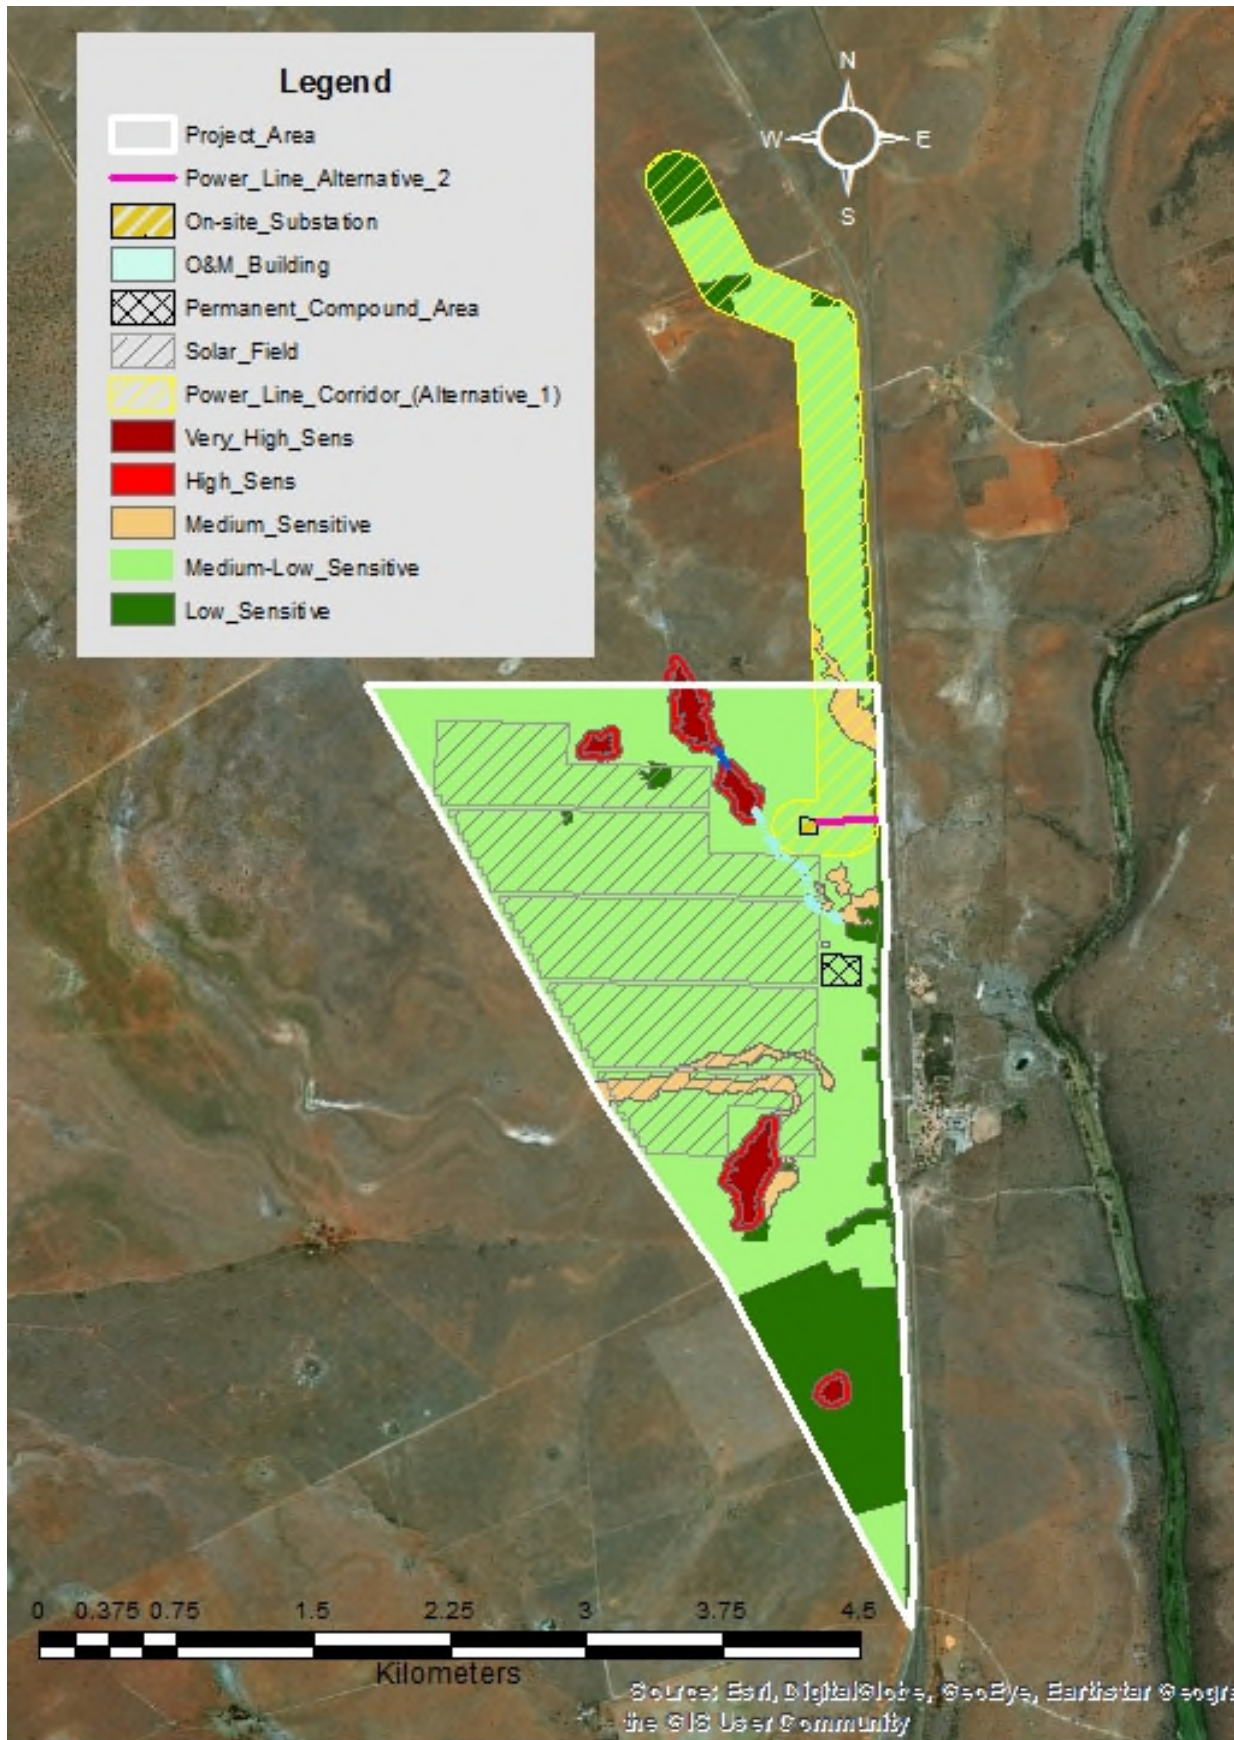 Legend
Project_Area
Power_Line_Alternative_2
On-site_Substation
O&M_Building
Permanent_Compound_Area
Solar_Field
Power_Line_Corridor_(Alternative_1)
Very_High_Sens
High_Sens
Medium_Sensitive
Medium-Low_Sensitive
Low_Sensitive
N
W E
S
0 0.375 0.75 1.5 2.25 3 3.75 4.5
Kilometers
Source: Esri, DigitalGlobe, GeoEye, Earthstar Geogra
the GIS User Community